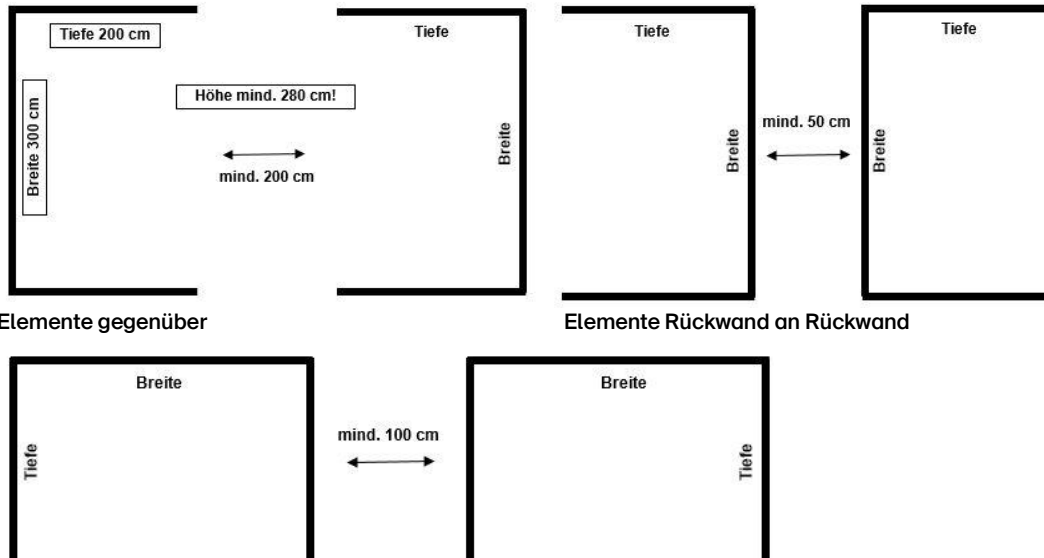 Tiefe 200 cm
Breite 300 cm
Höhe mind. 280 cm!
mind. 200 cm
Tiefe
Breite
Elemente gegenüber
Tiefe
Breite
mind. 50 cm
Tiefe
Breite
Elemente Rückwand an Rückwand
Breite
Tiefe
mind. 100 cm
Breite
Tiefe